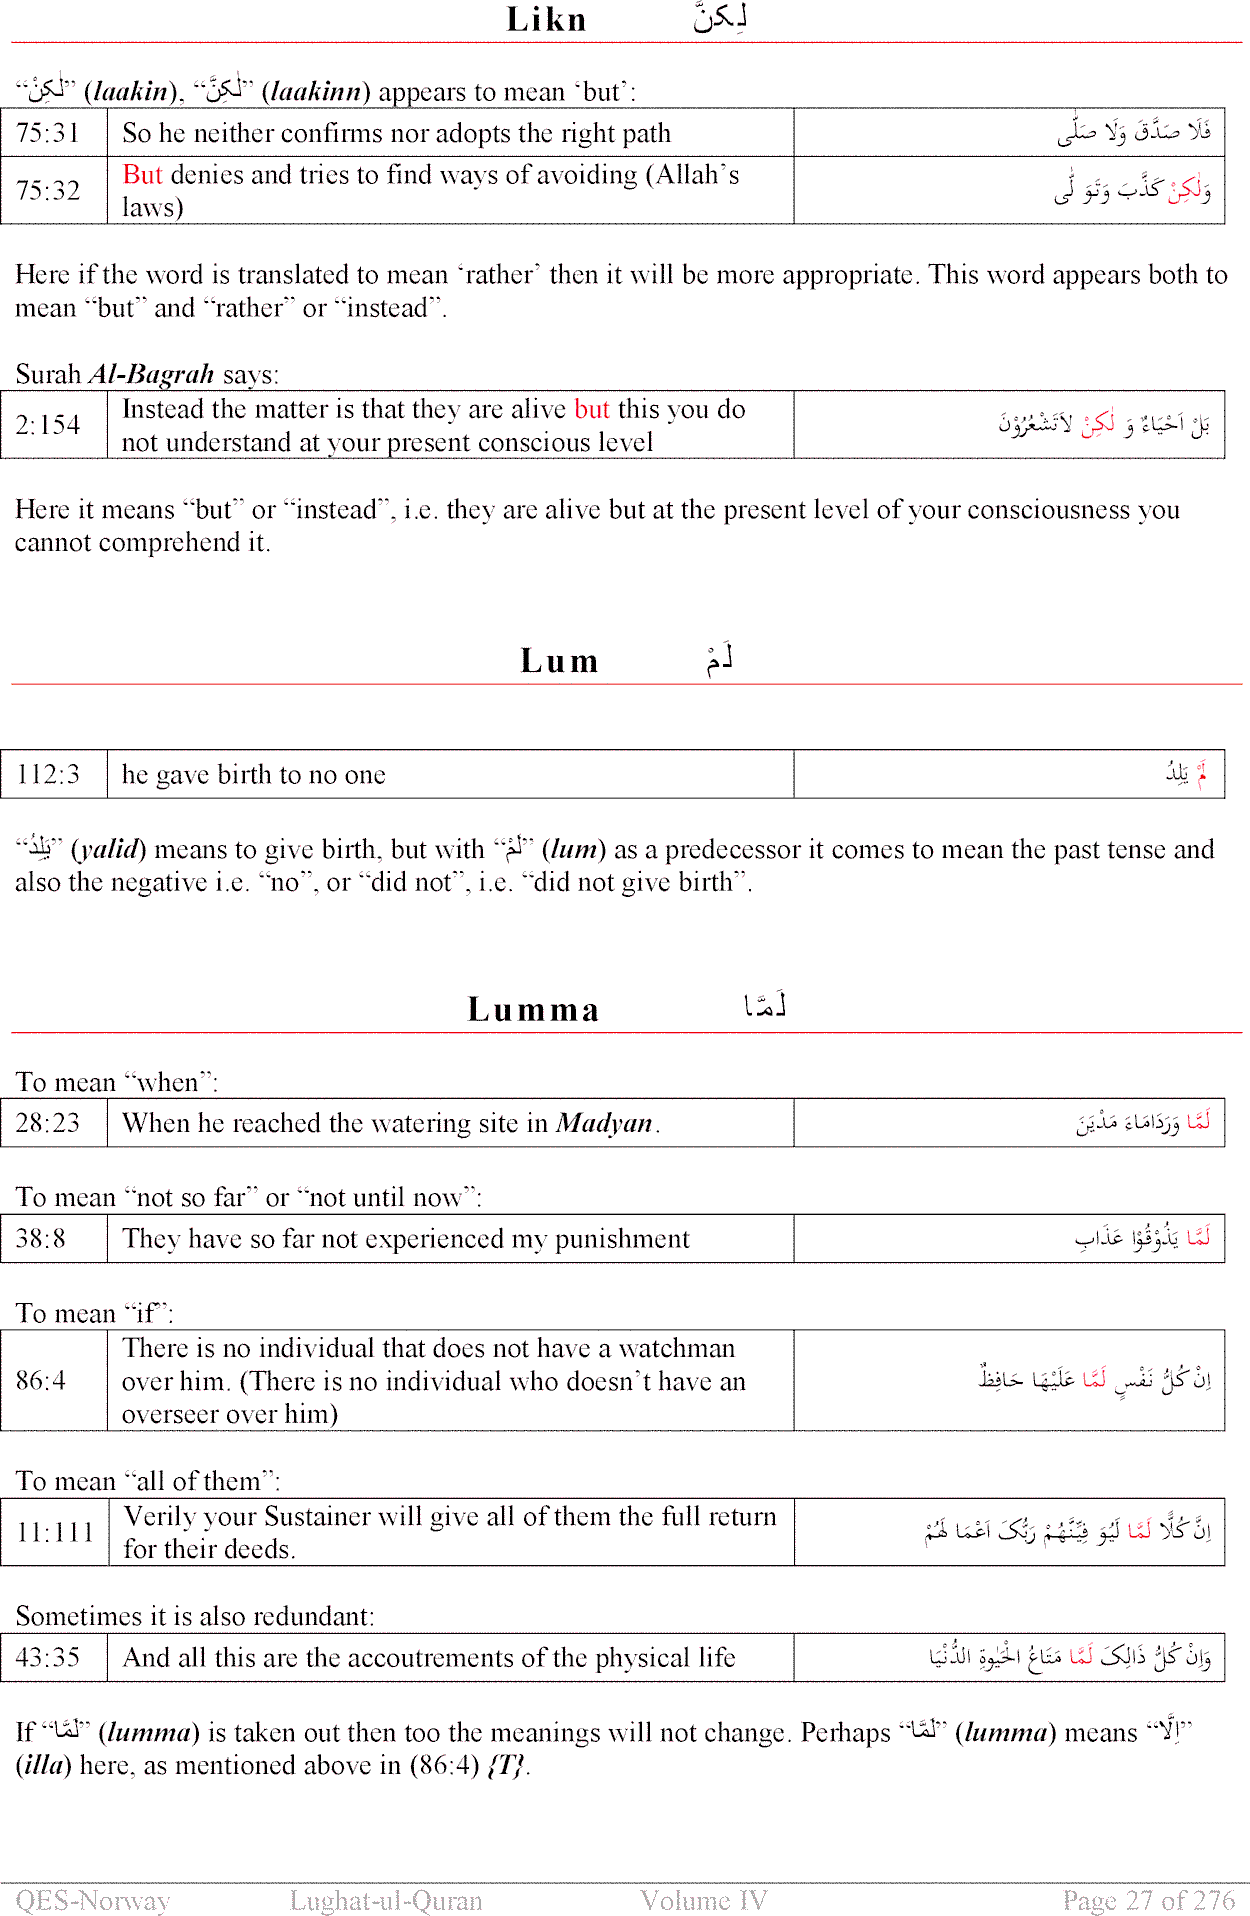 Likn لٰكِنَّ
“لٰكِنْ” (laakin), “لٰكِنَّ” (laakinn) appears to mean ‘but’:
75:31 So he neither confirms nor adopts the right path فَلَا صَدَّقَ وَلَا صَلّٰى
75:32 But denies and tries to find ways of avoiding (Allah’s وَلٰكِنْ كَذَّبَ وَتَوَ لّٰى
laws)
Here if the word is translated to mean ‘rather’ then it will be more appropriate. This word appears both to
mean “but” and “rather” or “instead”.
Surah Al-Bagrah says:
2:154 Instead the matter is that they are alive but this you do بَلْ اَحْيَاءٌ وَ لٰكِنْ لاَتَشْعُرُوْنَ
not understand at your present conscious level
Here it means “but” or “instead”, i.e. they are alive but at the present level of your consciousness you
cannot comprehend it.
Lum لَمْ
112:3 he gave birth to no one لَمْ يَلِدُ
“يَلِدُ” (yalid) means to give birth, but with “لَمْ” (lum) as a predecessor it comes to mean the past tense and
also the negative i.e. “no”, or “did not”, i.e. “did not give birth”.
Lumma لَمَّا
To mean “when”:
28:23 When he reached the watering site in Madyan. لَمَّا وَرَدَامَاءَ مَدْيَنَ
To mean “not so far” or “not until now”:
38:8 They have so far not experienced my punishment لَمَّا يَذُوْقُوْا عَذَابِ
To mean “if”:
86:4 There is no individual that does not have a watchman اِنْ كُلُّ نَفْسٍ لَمَّا عَلَيْهَا حَافِظٌ
over him. (There is no individual who doesn’t have an
overseer over him)
To mean “all of them”:
11:111 Verily your Sustainer will give all of them the full return اِنَّ كُلًّا لَمَّا لَيُوَ فِيَّنَّهُمْ رَبُّکَ اَعْمَا لَهُمْ
for their deeds.
Sometimes it is also redundant:
43:35 And all this are the accoutrements of the physical life وَاِنْ كُلُّ ذَالِکَ لَمَّا مَتَاعُ الْحَيٰوةِ الدُّنْيَا
If “لَمَّا” (lumma) is taken out then too the meanings will not change. Perhaps “لَمَّا” (lumma) means “اِلَّا”
(illa) here, as mentioned above in (86:4) {T}.
QES-Norway Lughat-ul-Quran Volume IV Page 27 of 276